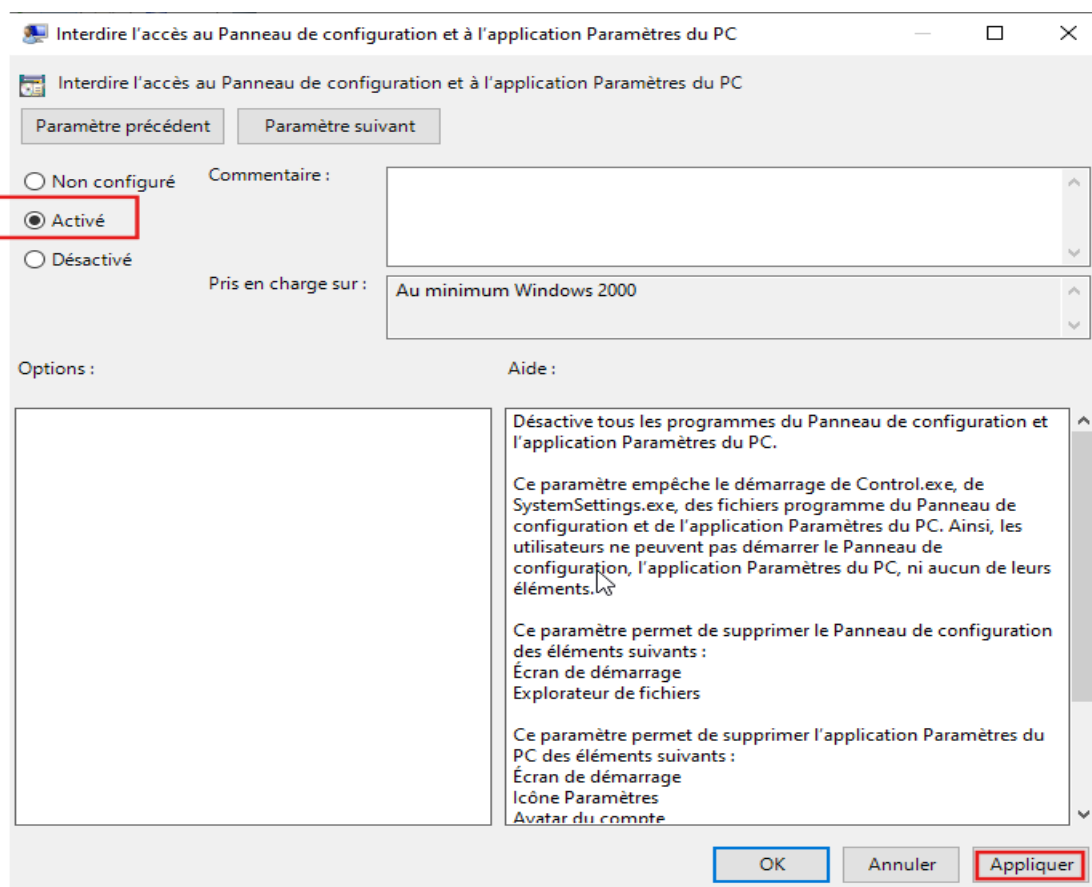 Interdire l'accès au Panneau de configuration et à l'application Paramètres du PC
Interdire l'accès au Panneau de configuration et à l'application Paramètres du PC
Paramètre précédent
Paramètre suivant
Non configuré
Commentaire :
Activé
Désactivé
Pris en charge sur :
Au minimum Windows 2000
Options :
Aide :
Désactive tous les programmes du Panneau de configuration et
l'application Paramètres du PC.
Ce paramètre empêche le démarrage de Control.exe, de
SystemSettings.exe, des fichiers programme du Panneau de
configuration et de l'application Paramètres du PC. Ainsi, les
utilisateurs ne peuvent pas démarrer le Panneau de
configuration, l'application Paramètres du PC, ni aucun de leurs
éléments.
Ce paramètre permet de supprimer le Panneau de configuration
des éléments suivants :
Écran de démarrage
Explorateur de fichiers
Ce paramètre permet de supprimer l'application Paramètres du
PC des éléments suivants :
Écran de démarrage
Icône Paramètres
Avatar du compte
OK
Annuler
Appliquer